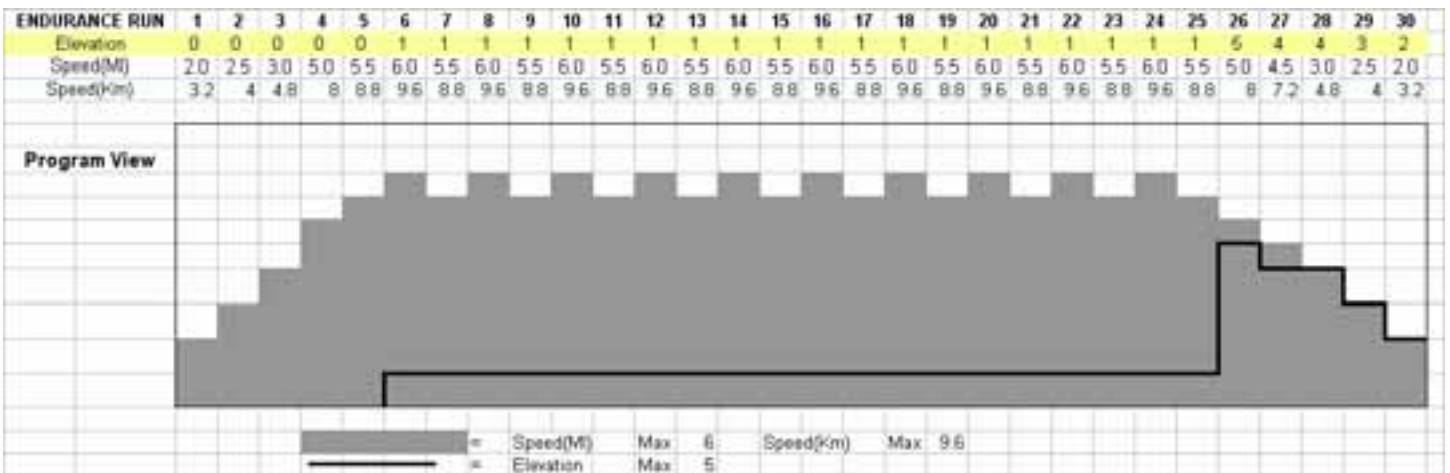 ENDURANCE RUN 1 2 3 4 5 6 7 8 9 10 11 12 13 14 15 16 17 18 19 20 21 22 23 24 25 26 27 28 29 30
Elevation 0 0 0 0 0 1 1 1 1 1 1 1 1 1 1 1 1 1 1 1 1 1 1 1 1 5 4 4 3 2
Speed(MI) 2.0 2.5 3.0 5.0 5.5 6.0 5.5 6.0 5.5 6.0 5.5 6.0 5.5 6.0 5.5 6.0 5.5 6.0 5.5 6.0 5.5 6.0 5.5 6.0 5.5 5.0 4.5 3.0 2.5 2.0
Speed(Km) 3.2 4 4.8 8 8.8 9.6 8.8 9.6 8.8 9.6 8.8 9.6 8.8 9.6 8.8 9.6 8.8 9.6 8.8 9.6 8.8 9.6 8.8 9.6 8.8 8 7.2 4.8 4 3.2
Program View
= Speed(MI) Max 6 Speed(Km) Max 9.6
= Elevation Max 5